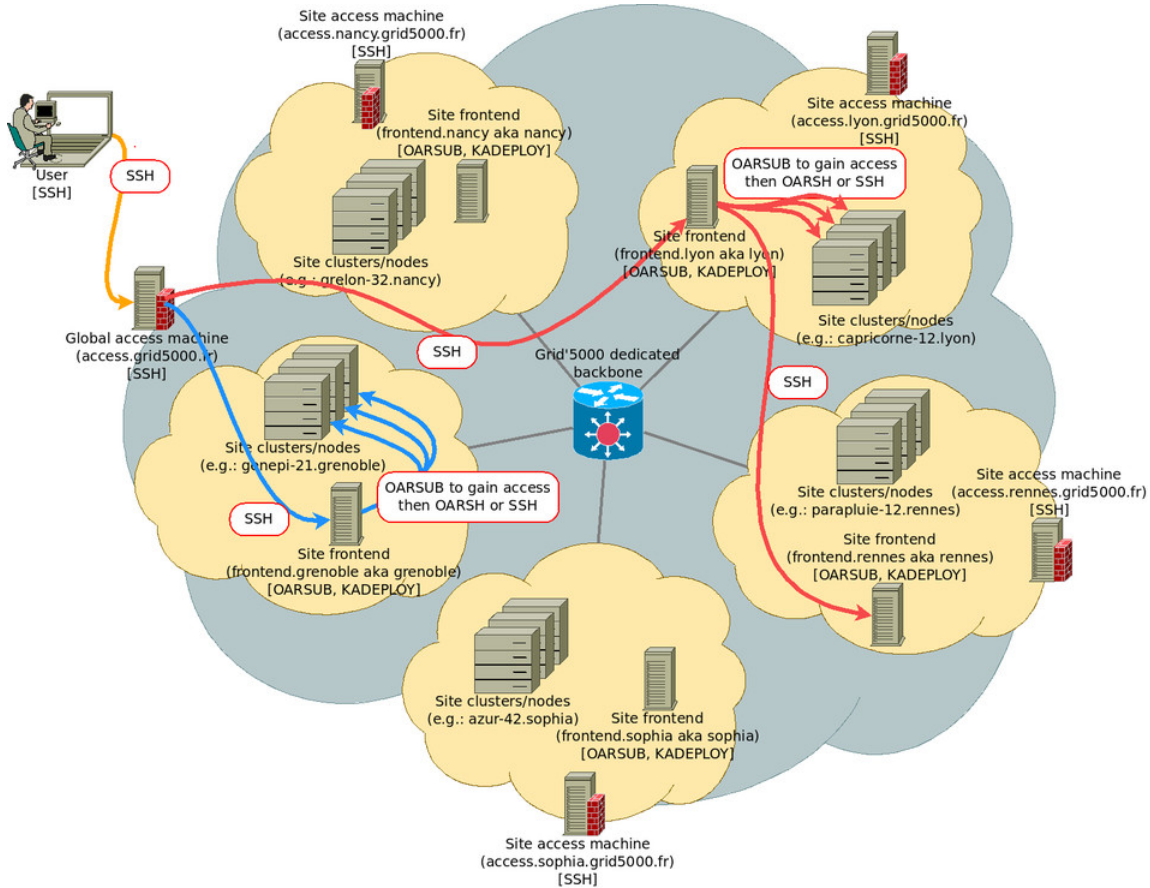 Site access machine
(access.nancy.grid5000.fr)
[SSH]
Site frontend
(frontend.nancy aka nancy)
[OARSUB, KADEPLOY]
Site clusters/nodes
(e.g.: grelon-32.nancy)
User
[SSH]
SSH
Global access machine
(access.grid5000.fr)
[SSH]
Site access machine
(access.lyon.grid5000.fr)
[SSH]
OARSUB to gain access
then OARSH or SSH
Site frontend
(frontend.lyon aka lyon)
[OARSUB, KADEPLOY]
Site clusters/nodes
(e.g.: capricorne-12.lyon)
SSH
Grid'5000 dedicated
backbone
SSH
Site clusters/nodes
(e.g.: genepi-21.grenoble)
OARSUB to gain access
then OARSH or SSH
SSH
Site frontend
(frontend.grenoble aka grenoble)
[OARSUB, KADEPLOY]
Site clusters/nodes
(e.g.: parapluie-12.rennes)
Site access machine
(access.rennes.grid5000.fr)
[SSH]
Site frontend
(frontend.rennes aka rennes)
[OARSUB, KADEPLOY]
Site clusters/nodes
(e.g.: azur-42.sophia)
Site frontend
(frontend.sophia aka sophia)
[OARSUB, KADEPLOY]
Site access machine
(access.sophia.grid5000.fr)
[SSH]